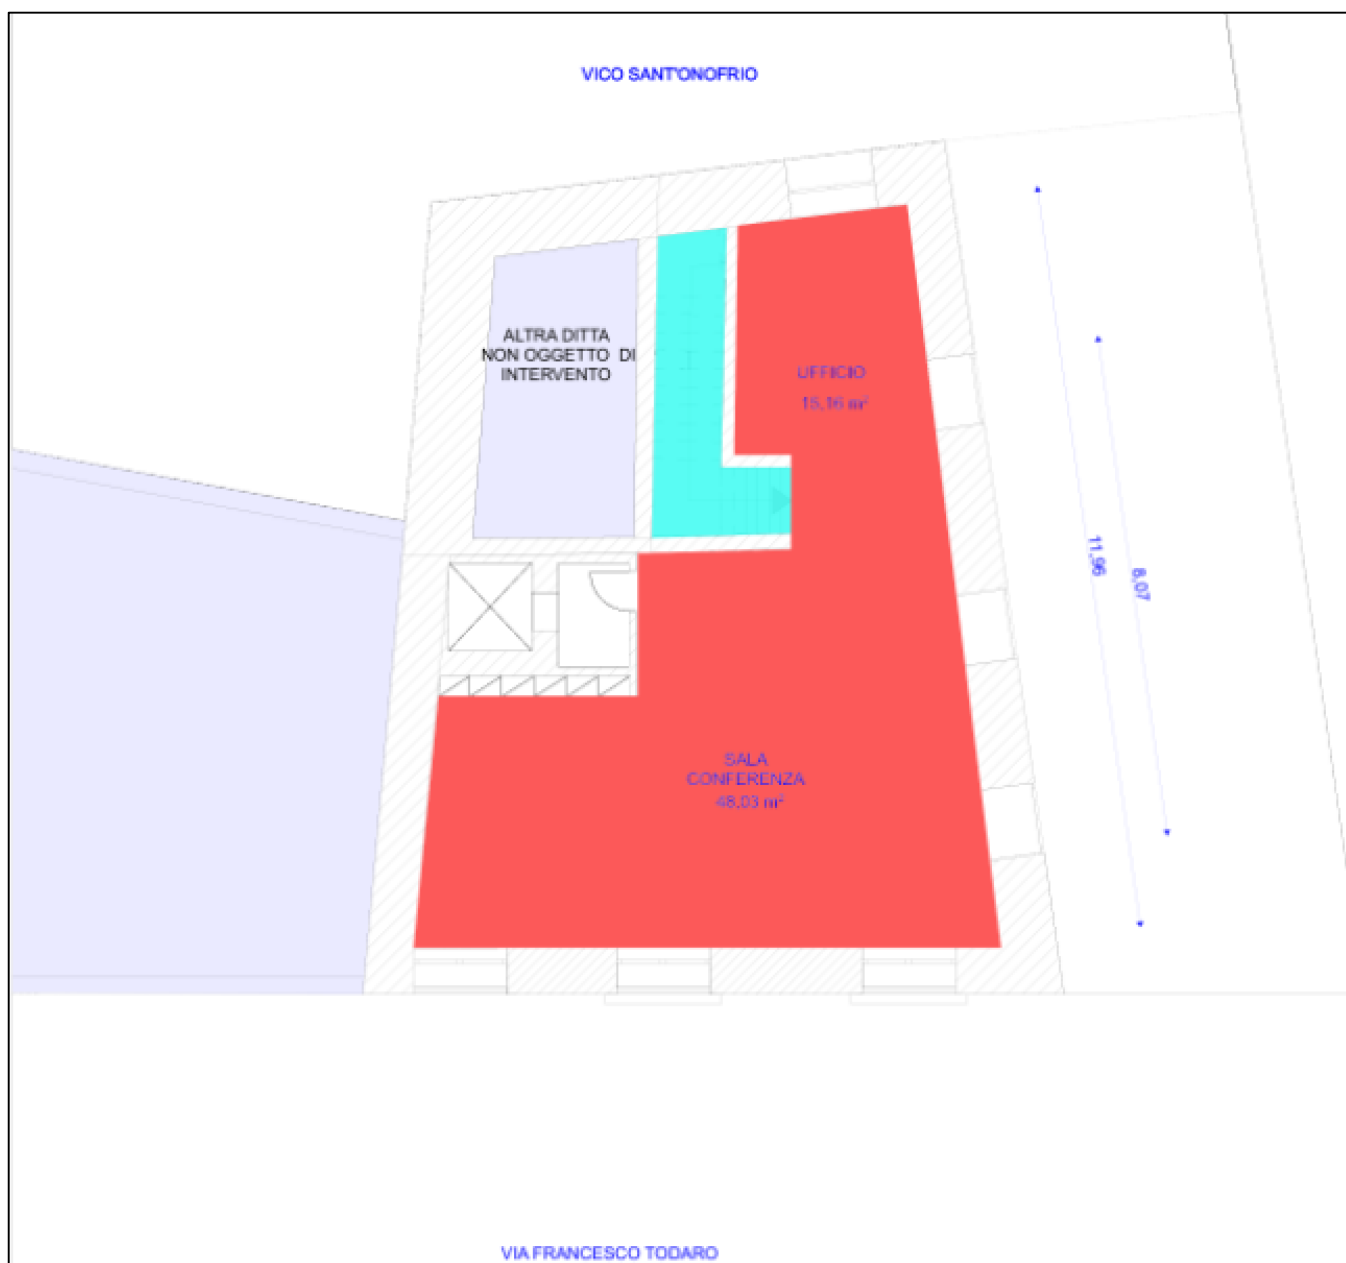 VICO SANT'ONOFRIO
ALTRA DITTA
NON OGGETTO DI
INTERVENTO
UFFICIO
15,16 m²
11,96
8,07
SALA
CONFERENZA
48,03 m²
VIA FRANCESCO TODARO